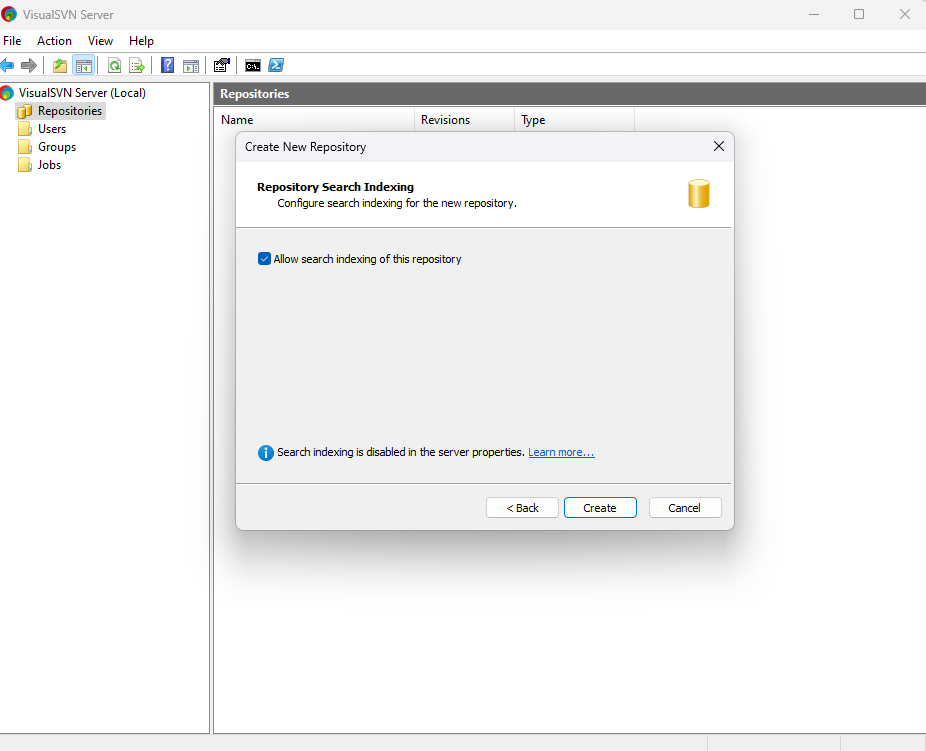 VisualSVN Server
File Action View Help
VisualSVN Server (Local)
Repositories
Users
Groups
Jobs
Repositories
Name Revisions Type
Create New Repository
Repository Search Indexing
Configure search indexing for the new repository.
Allow search indexing of this repository
Search indexing is disabled in the server properties. Learn more...
< Back Create Cancel